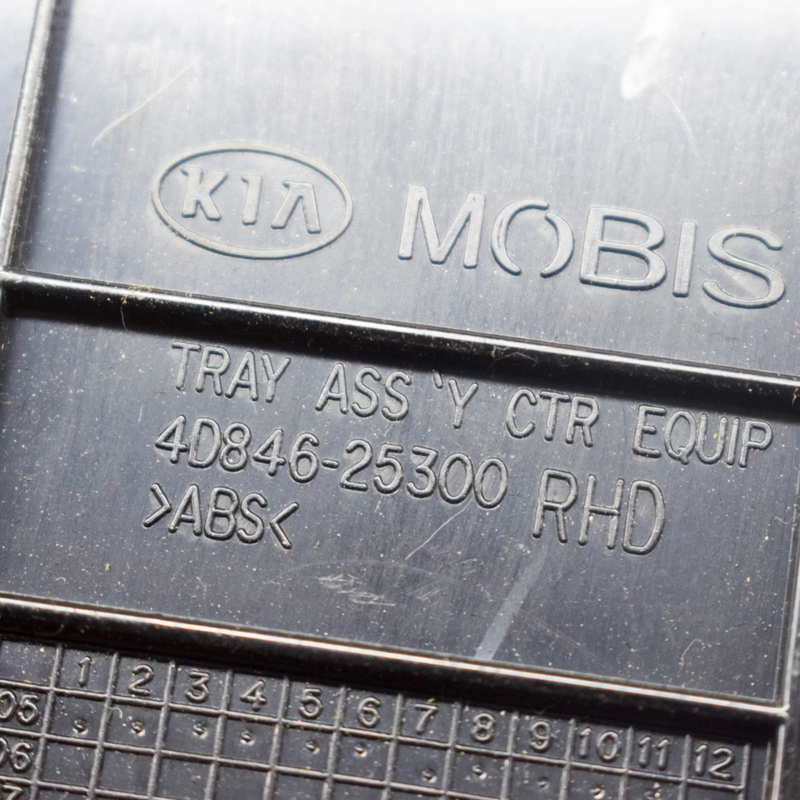 KIA MOBIS
TRAY ASS'Y CTR EQUIP
4D846-25300 RHD
>ABS<
1 2 3 4 5 6 7 8 9 10 11 12
05
06